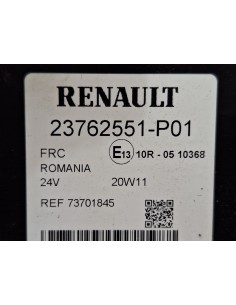 RENAULT
23762551-P01
FRC E13 10R - 05 10368
ROMANIA
24V 20W11
REF 73701845